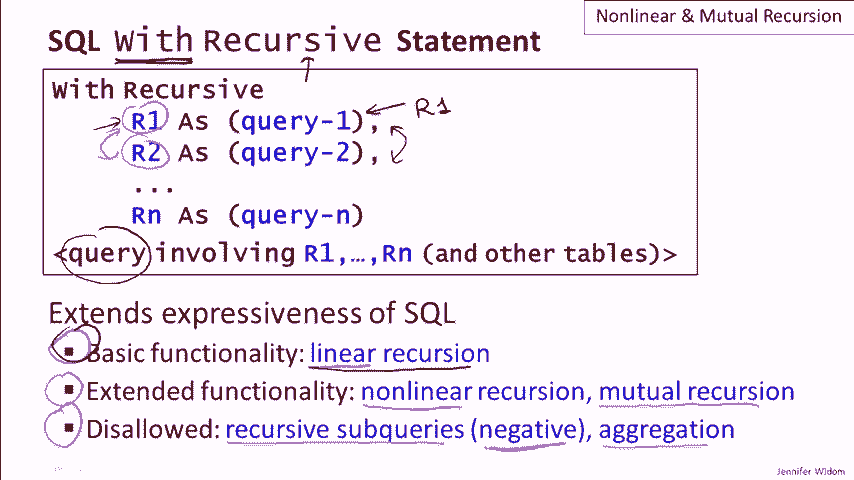 Nonlinear & Mutual Recursion
SQL With Recursive Statement
With Recursive
R1 As (query-1), R1
R2 As (query-2),
...
Rn As (query-n)
<query involving R1,…,Rn (and other tables)>
Extends expressiveness of SQL
▪ Basic functionality: linear recursion
▪ Extended functionality: nonlinear recursion, mutual recursion
▪ Disallowed: recursive subqueries (negative), aggregation
Jennifer Widom